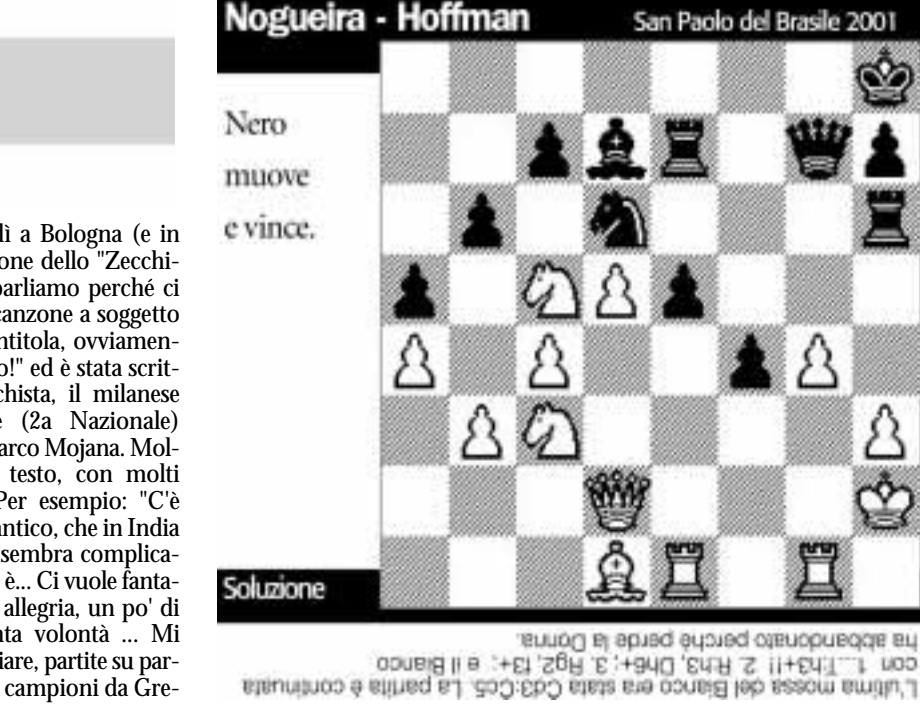 Nogueira - Hoffman
San Paolo del Brasile 2001
Nero
muove
e vince.
lì a Bologna (e in
one dello "Zecchi-
parliamo perché ci
canzone a soggetto
ntitola, ovviamen-
o!" ed è stata scrit-
chista, il milanese
e (2a Nazionale)
arco Mojana. Mol-
testo, con molti
Per esempio: "C'è
antico, che in India
sembra complica-
è... Ci vuole fanta-
allegria, un po' di
nta volontà ... Mi
iare, partite su par-
campioni da Gre-
Soluzione
L'ultima mossa del Bianco era stata Cd3:Cc5. La partita è continuata
con 1...Th3+!! 2. Rh3, Dh6+; 3. Rg2, f3+; e il Bianco
ha abbandonato perché perde la Donna.